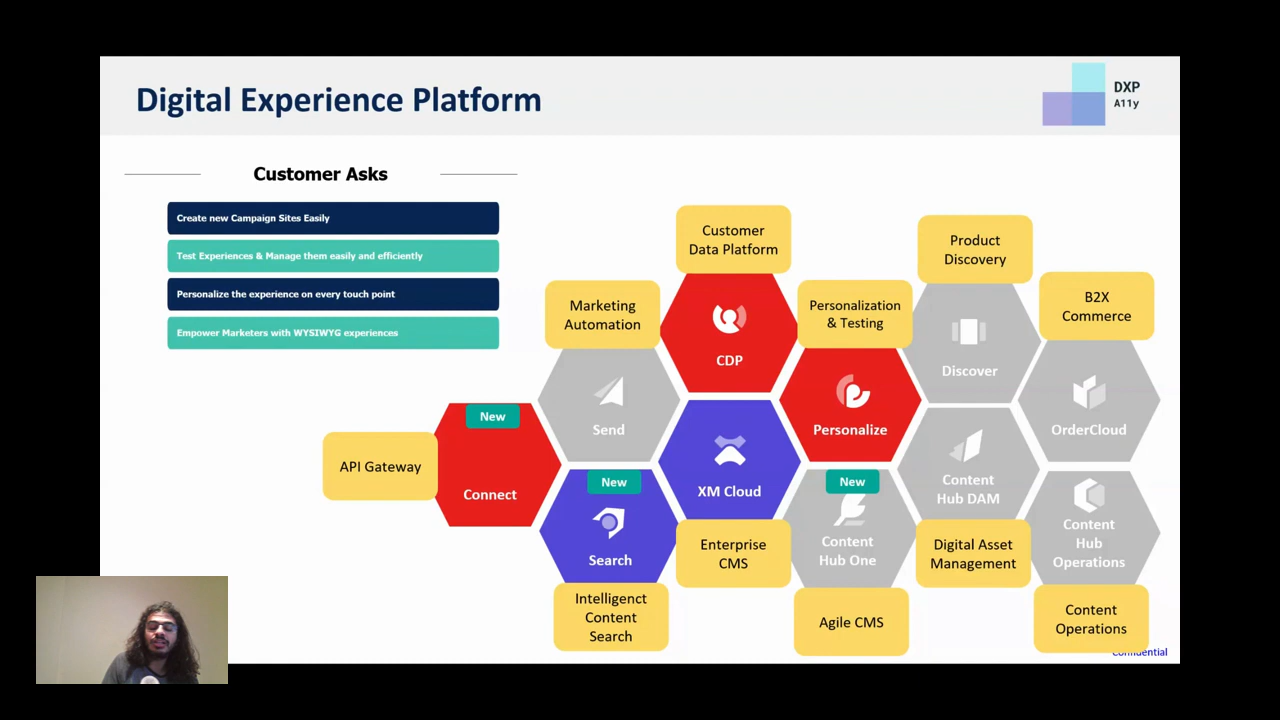 Digital Experience Platform
DXP
A11y
Customer Asks
Create new Campaign Sites Easily
Test Experiences & Manage them easily and efficiently
Personalize the experience on every touch point
Empower Marketers with WYSIWYG experiences
Customer
Data Platform
Product
Discovery
Marketing
Automation
Personalization
& Testing
B2X
Commerce
CDP
Discover
Send
Personalize
OrderCloud
New
API Gateway
Connect
New
Search
XM Cloud
New
Content
Hub One
Content
Hub DAM
Content
Hub
Operations
Enterprise
CMS
Digital Asset
Management
Intelligenct
Content
Search
Agile CMS
Content
Operations
Confidential